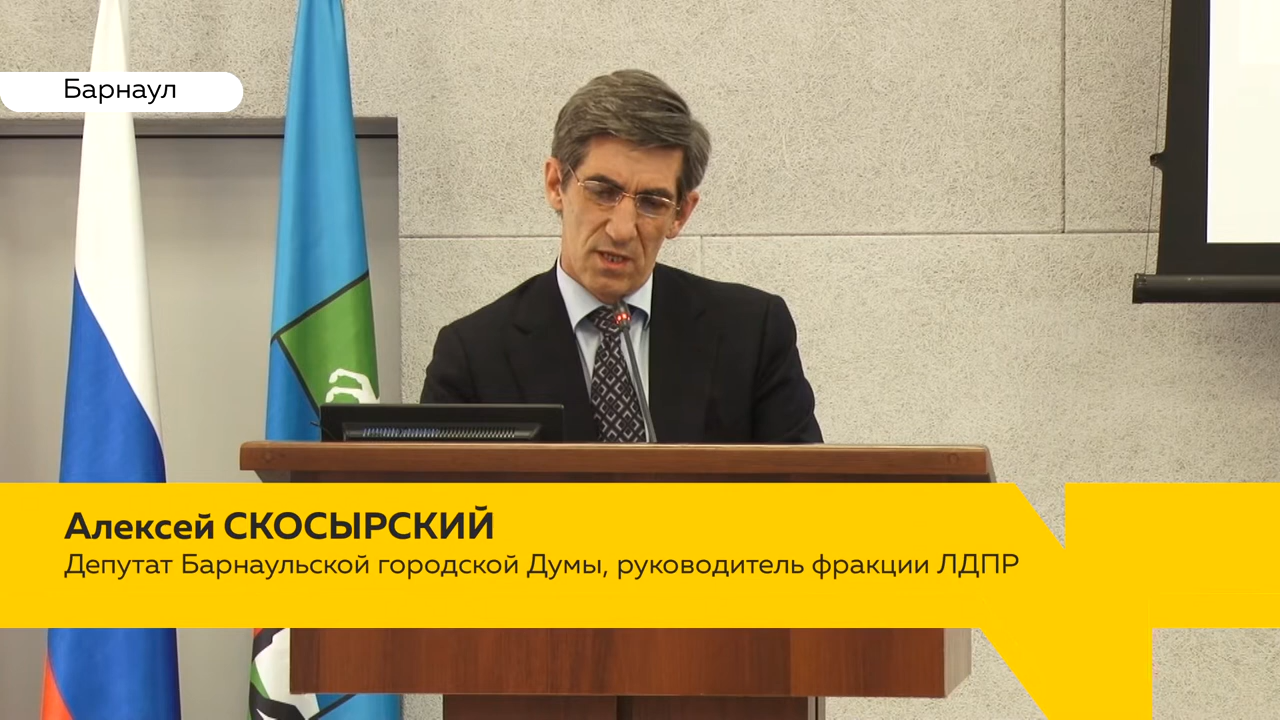 Барнаул
Алексей СКОСЫРСКИЙ
Депутат Барнаульской городской Думы, руководитель фракции ЛДПР